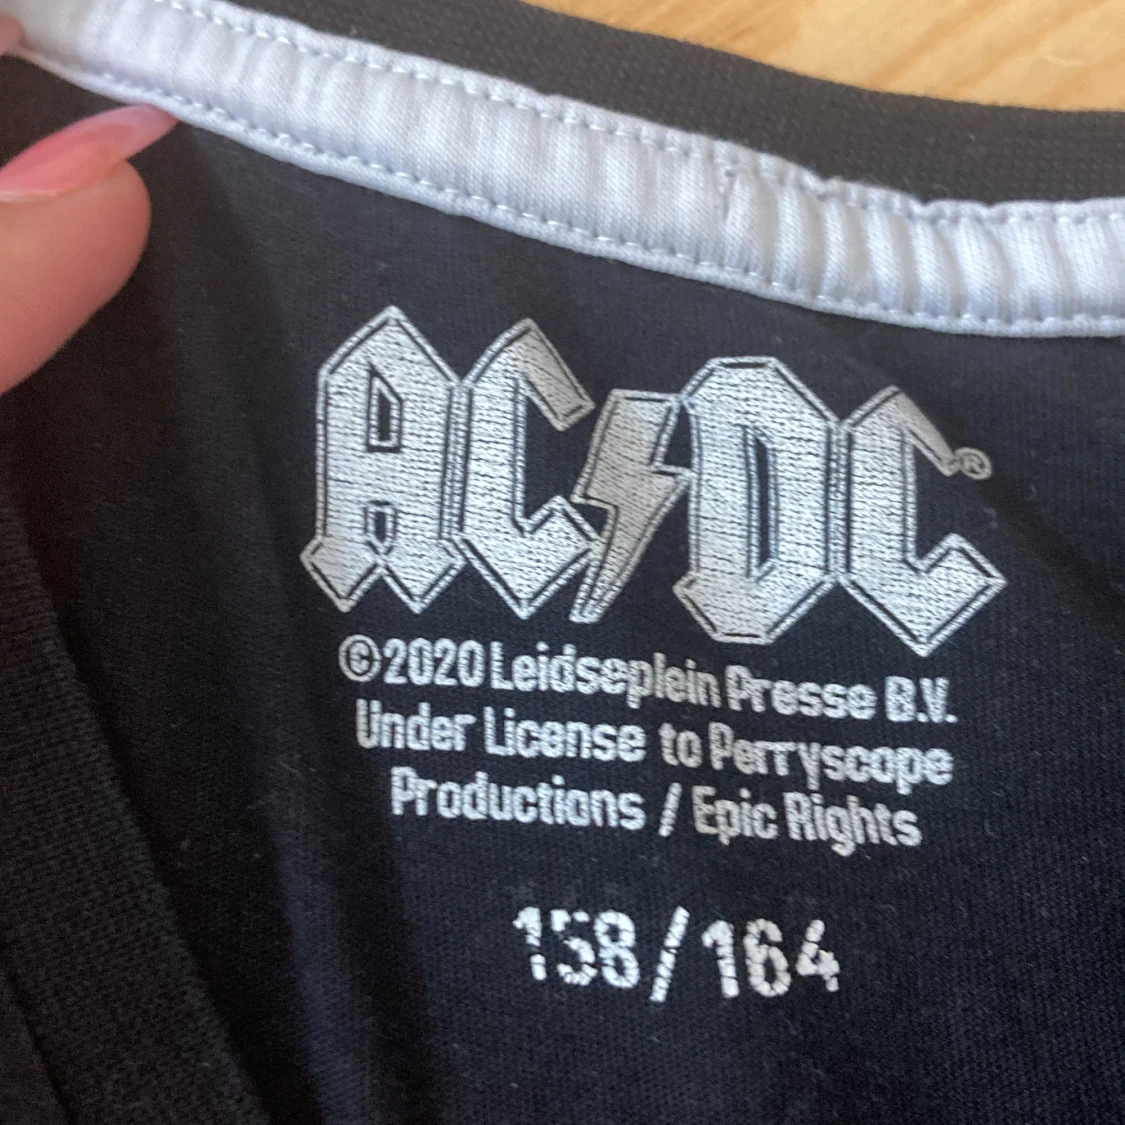 AC/DC®
©2020 Leidseplein Presse B.V.
Under License to Perryscope
Productions / Epic Rights
158/164